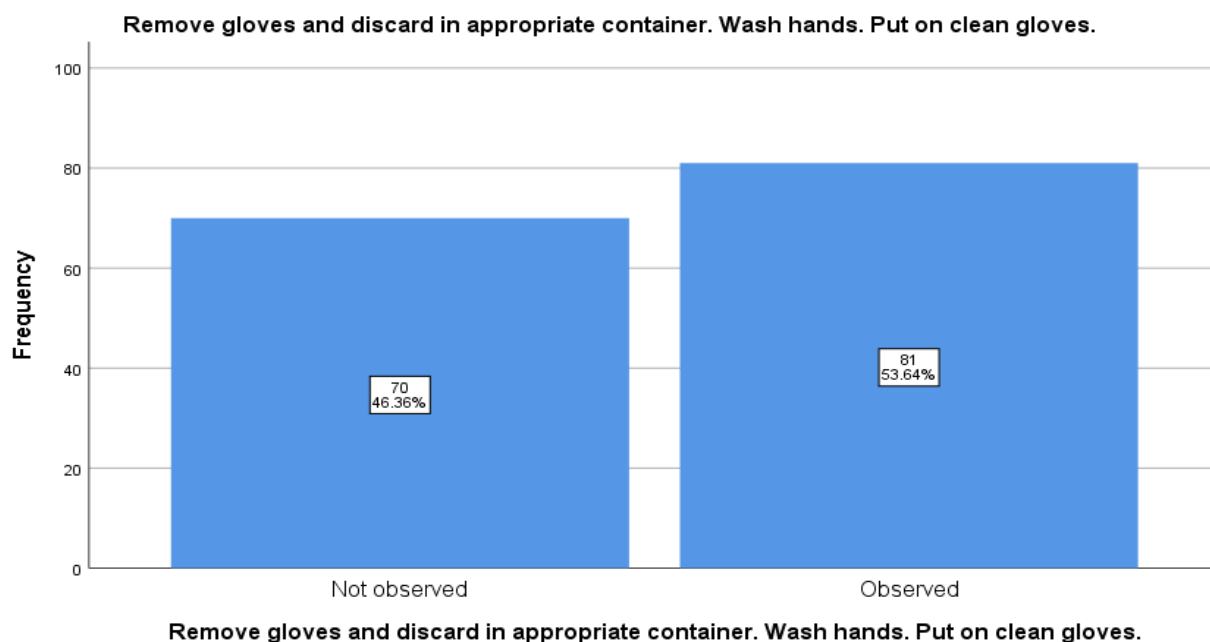 Remove gloves and discard in appropriate container. Wash hands. Put on clean gloves.
100
80
60
40
20
0
Frequency
70
46.36%
81
53.64%
Not observed
Observed
Remove gloves and discard in appropriate container. Wash hands. Put on clean gloves.